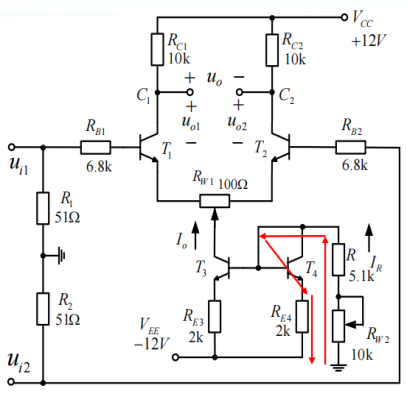 V_CC
+12V
R_C1
10k
R_C2
10k
+ u_o −
C_1
C_2
+
u_o1
−
+
u_o2
−
R_B1
6.8k
T_1
T_2
R_B2
6.8k
u_i1
R_W1 100Ω
R_1
51Ω
I_o
T_3
T_4
R
5.1k
I_R
R_2
51Ω
V_EE
−12V
R_E3
2k
R_E4
2k
R_W2
10k
u_i2